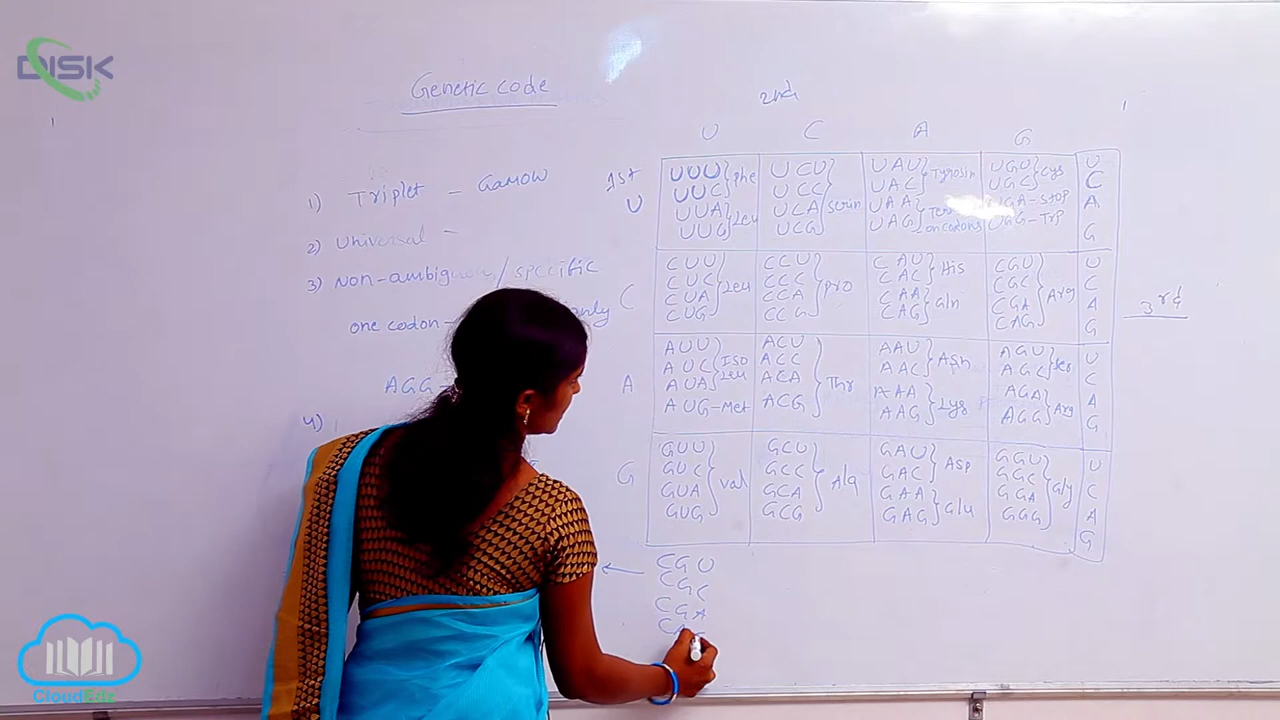 DISK
Genetic code
2nd
U C A G
1) Triplet - Gamow
2) Universal -
3) Non-ambigu / specific
one codon - only
AGG -
4)
1st
U
UUU
UUC } phe
UUA
UUG } Leu
UCU
UCC
UCA
UCG } serin
UAU
UAC } Tyrosin
UAA
UAG } on codons
UGU
UGC } Cys
UGA - Stop
UGG - Trp
U
C
A
G
C
CUU
CUC
CUA
CUG } Leu
CCU
CCC
CCA
CCG } pro
CAU
CAC } His
CAA
CAG } Gln
CGU
CGC
CGA
CAG } Arg
U
C
A
G
3rd
A
AUU
AUC
AUA } Iso Leu
AUG - Met
ACU
ACC
ACA
ACG } Thr
AAU
AAC } Asn
AAA
AAG } Lys
AGU
AGC } Ser
AGA
AGG } Arg
U
C
A
G
G
GUU
GUC
GUA
GUG } val
GCU
GCC
GCA
GCG } Ala
GAU
GAC } Asp
GAA
GAG } Glu
GGU
GGC
GGA
GGG } Gly
U
C
A
G
CGU
CGC
CGA
C
CloudEdz